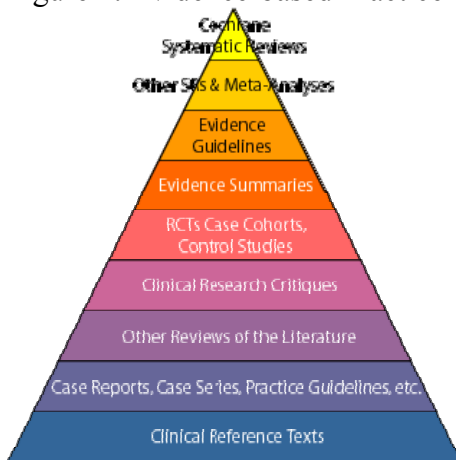 Cochrane
Systematic Reviews
Other SRs & Meta-Analyses
Evidence
Guidelines
Evidence Summaries
RCTs Case Cohorts,
Control Studies
Clinical Research Critiques
Other Reviews of the Literature
Case Reports, Case Series, Practice Guidelines, etc.
Clinical Reference Texts